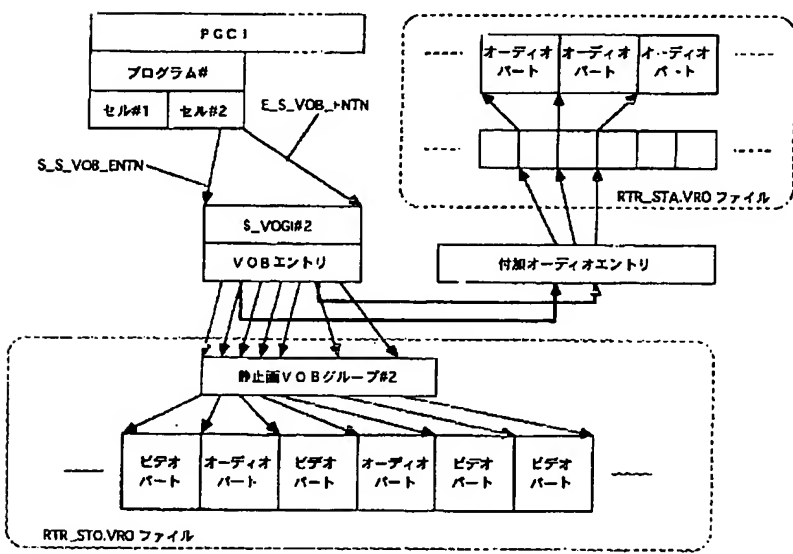 PGCI
プログラム#
セル#1 セル#2
E_S_VOB_ENTN
S_S_VOB_ENTN
S_VOGI#2
VOBエントリ
オーディオ
パート
オーディオ
パート
オーディオ
パート
RTR_STA.VRO ファイル
付加オーディオエントリ
静止画VOBグループ#2
ビデオ
パート
オーディオ
パート
ビデオ
パート
オーディオ
パート
ビデオ
パート
ビデオ
パート
RTR_STO.VRO ファイル